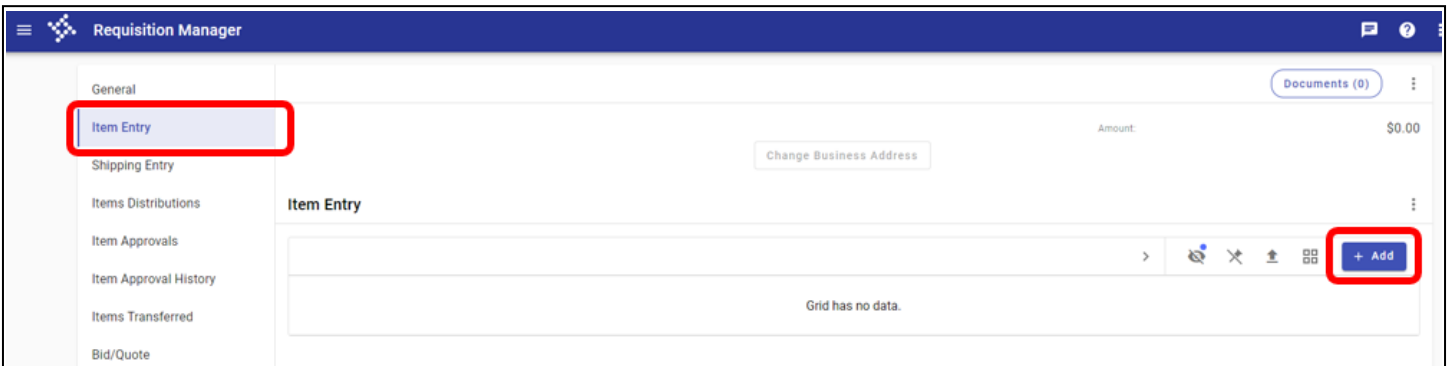 Requisition Manager
General
Documents (0)
Item Entry
Amount:
$0.00
Change Business Address
Shipping Entry
Items Distributions
Item Entry
Item Approvals
+ Add
Item Approval History
Grid has no data.
Items Transferred
Bid/Quote